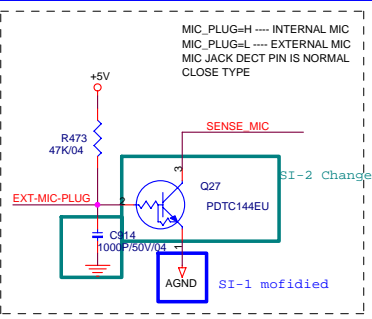 MIC_PLUG=H ---- INTERNAL MIC
MIC_PLUG=L ---- EXTERNAL MIC
MIC JACK DECT PIN IS NORMAL
CLOSE TYPE
+5V
R473
47K/04
SENSE_MIC
3
SI-2 Change
Q27
EXT-MIC-PLUG
2
PDTC144EU
C914
1000P/50V/04
1
AGND
SI-1 mofidied